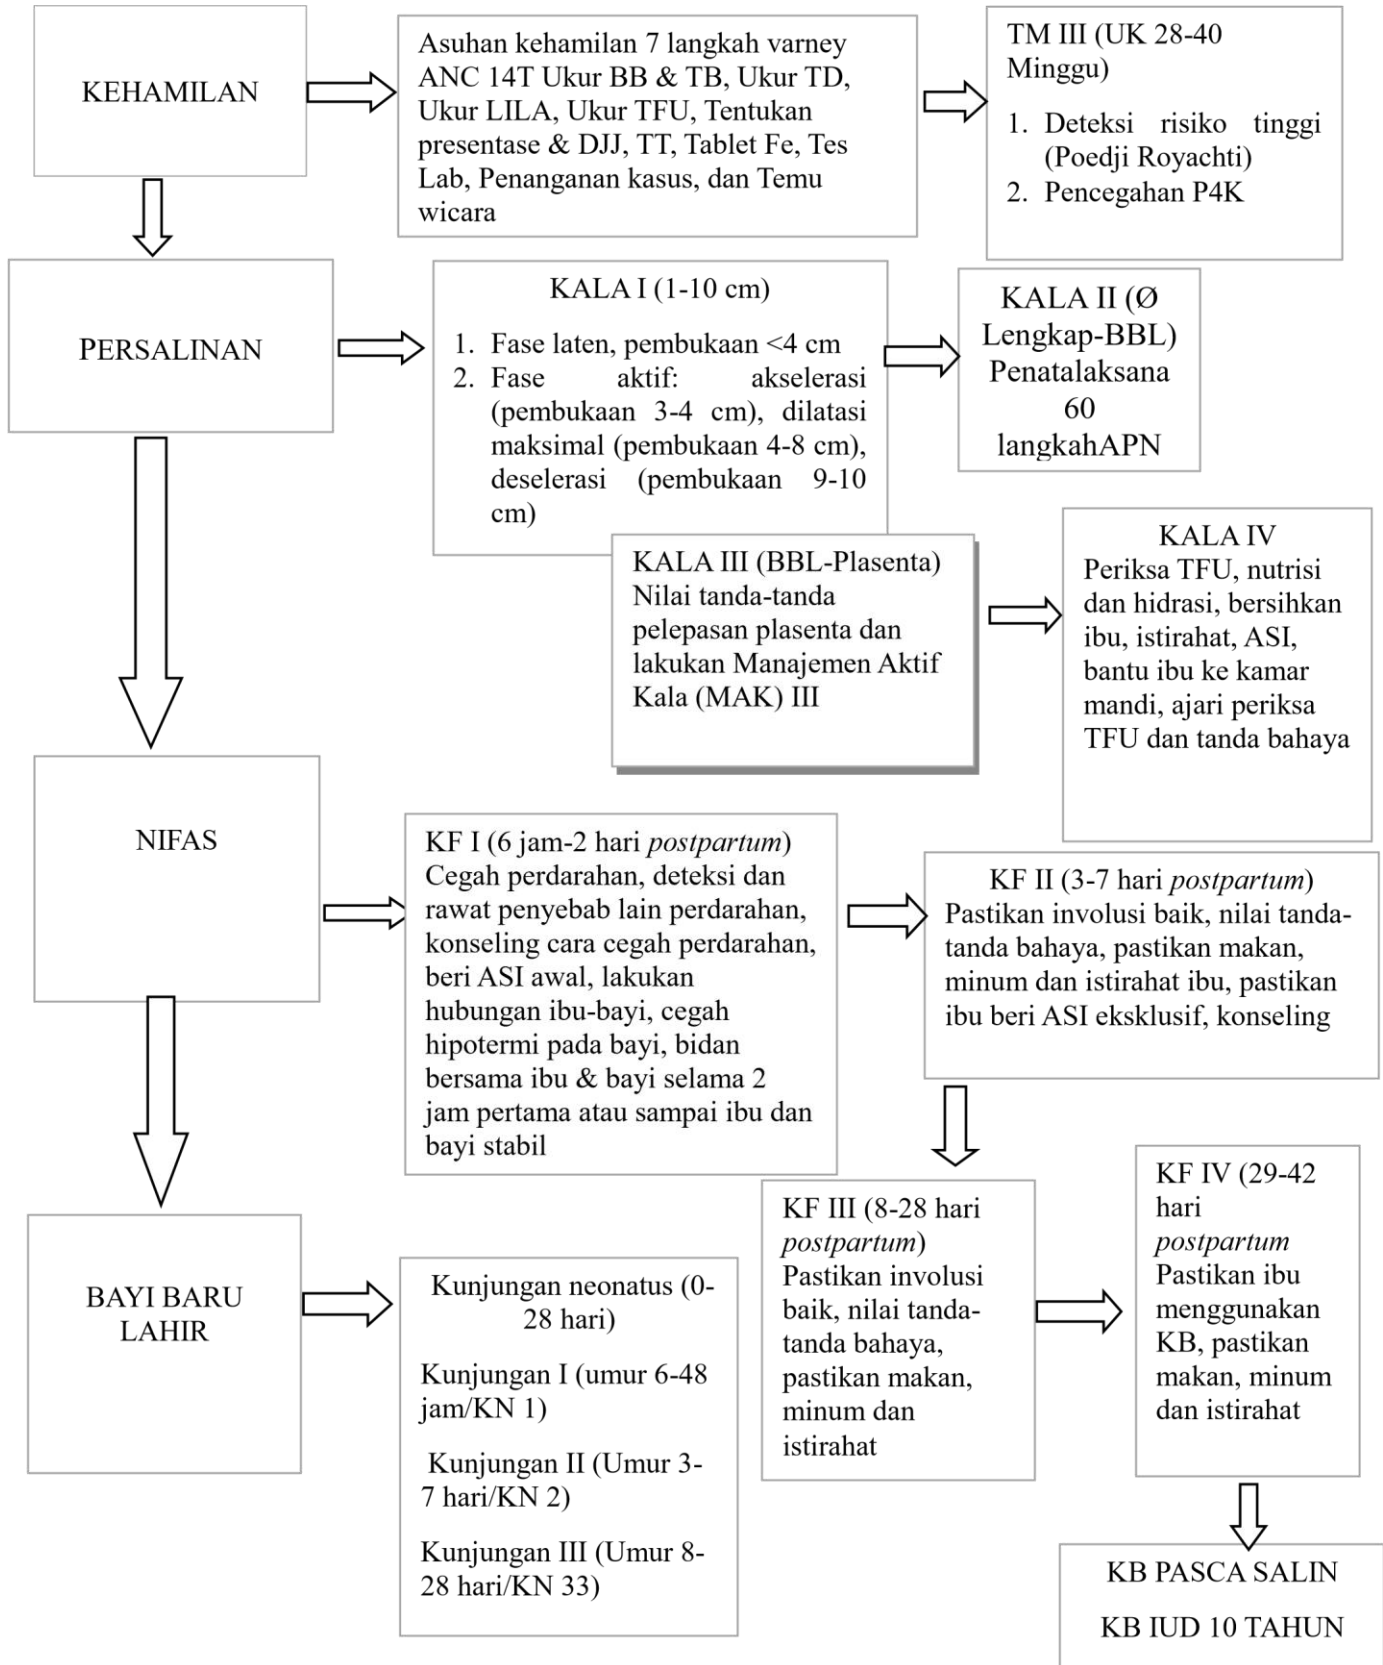 KEHAMILAN
Asuhan kehamilan 7 langkah varney
ANC 14T Ukur BB & TB, Ukur TD,
Ukur LILA, Ukur TFU, Tentukan
presentase & DJJ, TT, Tablet Fe, Tes
Lab, Penanganan kasus, dan Temu
wicara
TM III (UK 28-40
Minggu)
1. Deteksi risiko tinggi
(Poedji Royachti)
2. Pencegahan P4K
PERSALINAN
KALA I (1-10 cm)
1. Fase laten, pembukaan <4 cm
2. Fase aktif: akselerasi
(pembukaan 3-4 cm), dilatasi
maksimal (pembukaan 4-8 cm),
deselerasi (pembukaan 9-10
cm)
KALA II (Ø
Lengkap-BBL)
Penatalaksana
60
langkahAPN
KALA III (BBL-Plasenta)
Nilai tanda-tanda
pelepasan plasenta dan
lakukan Manajemen Aktif
Kala (MAK) III
KALA IV
Periksa TFU, nutrisi
dan hidrasi, bersihkan
ibu, istirahat, ASI,
bantu ibu ke kamar
mandi, ajari periksa
TFU dan tanda bahaya
NIFAS
KF I (6 jam-2 hari postpartum)
Cegah perdarahan, deteksi dan
rawat penyebab lain perdarahan,
konseling cara cegah perdarahan,
beri ASI awal, lakukan
hubungan ibu-bayi, cegah
hipotermi pada bayi, bidan
bersama ibu & bayi selama 2
jam pertama atau sampai ibu dan
bayi stabil
KF II (3-7 hari postpartum)
Pastikan involusi baik, nilai tanda-
tanda bahaya, pastikan makan,
minum dan istirahat ibu, pastikan
ibu beri ASI eksklusif, konseling
KF III (8-28 hari
postpartum)
Pastikan involusi
baik, nilai tanda-
tanda bahaya,
pastikan makan,
minum dan
istirahat
KF IV (29-42
hari
postpartum
Pastikan ibu
menggunakan
KB, pastikan
makan, minum
dan istirahat
BAYI BARU
LAHIR
Kunjungan neonatus (0-
28 hari)
Kunjungan I (umur 6-48
jam/KN 1)
Kunjungan II (Umur 3-
7 hari/KN 2)
Kunjungan III (Umur 8-
28 hari/KN 33)
KB PASCA SALIN
KB IUD 10 TAHUN